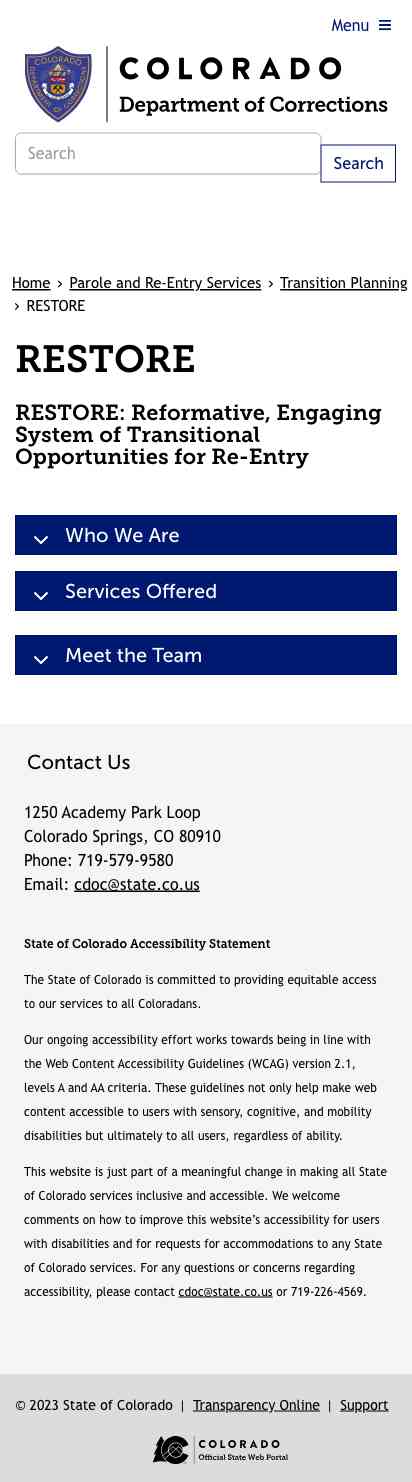 Menu
COLORADO
Department of Corrections
Search
Search
Home › Parole and Re-Entry Services › Transition Planning
› RESTORE
RESTORE
RESTORE: Reformative, Engaging
System of Transitional
Opportunities for Re-Entry
Who We Are
Services Offered
Meet the Team
Contact Us
1250 Academy Park Loop
Colorado Springs, CO 80910
Phone: 719-579-9580
Email: cdoc@state.co.us
State of Colorado Accessibility Statement
The State of Colorado is committed to providing equitable access
to our services to all Coloradans.
Our ongoing accessibility effort works towards being in line with
the Web Content Accessibility Guidelines (WCAG) version 2.1,
levels A and AA criteria. These guidelines not only help make web
content accessible to users with sensory, cognitive, and mobility
disabilities but ultimately to all users, regardless of ability.
This website is just part of a meaningful change in making all State
of Colorado services inclusive and accessible. We welcome
comments on how to improve this website's accessibility for users
with disabilities and for requests for accommodations to any State
of Colorado services. For any questions or concerns regarding
accessibility, please contact cdoc@state.co.us or 719-226-4569.
© 2023 State of Colorado | Transparency Online | Support
COLORADO
Official State Web Portal